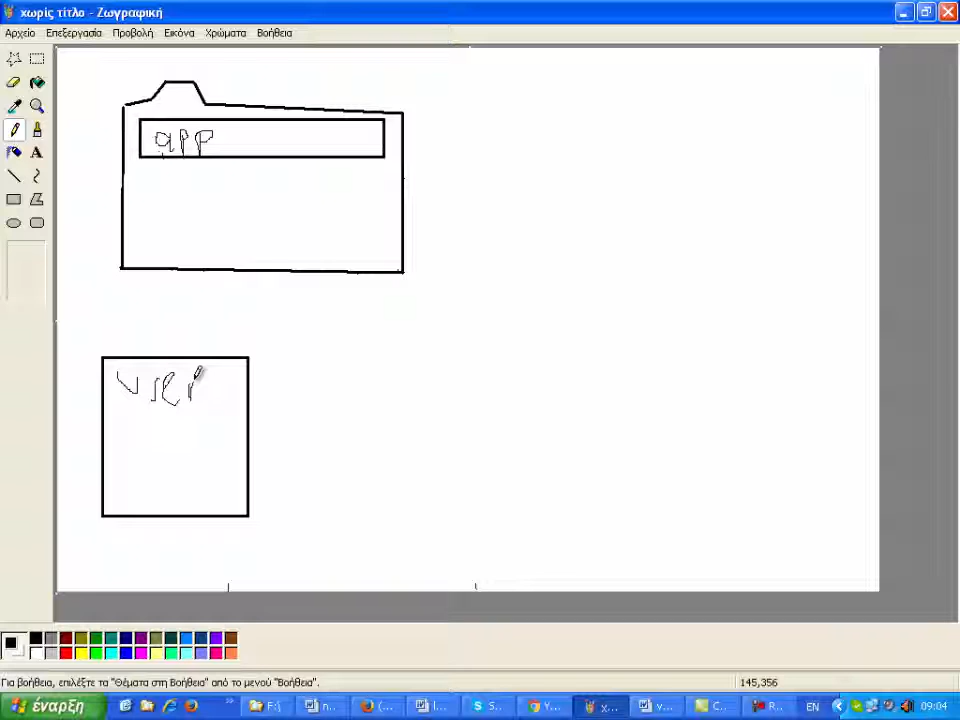 χωρίς τίτλο - Ζωγραφική
Αρχείο Επεξεργασία Προβολή Εικόνα Χρώματα Βοήθεια
app
user
Για βοήθεια, επιλέξτε τα "Θέματα στη Βοήθεια" από το μενού "Βοήθεια".
145,356
έναρξη F:\ n... (... l... S... Y... χ... v... C... R... EN 09:04